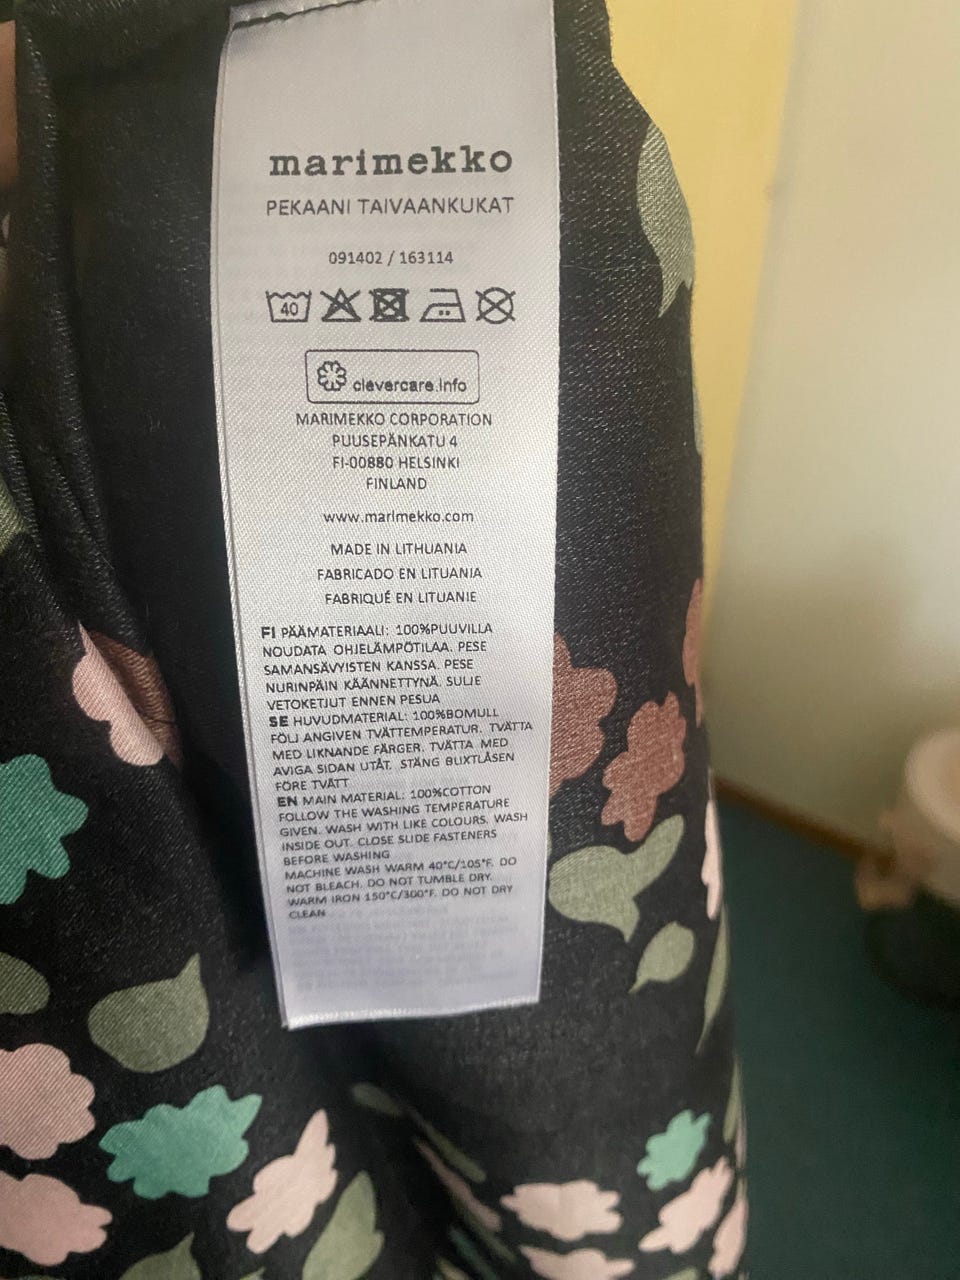 marimekko
PEKAANI TAIVAANKUKAT
091402 / 163114
40
clevercare.info
MARIMEKKO CORPORATION
PUUSEPÄNKATU 4
FI-00880 HELSINKI
FINLAND
www.marimekko.com
MADE IN LITHUANIA
FABRICADO EN LITUANIA
FABRIQUÉ EN LITUANIE
FI PÄÄMATERIAALI: 100%PUUVILLA
NOUDATA OHJELÄMPÖTILAA. PESE
SAMANSÄVYISTEN KANSSA. PESE
NURINPÄIN KÄÄNNETTYNÄ. SULJE
VETOKETJUT ENNEN PESUA
SE HUVUDMATERIAL: 100%BOMULL
FÖLJ ANGIVEN TVÄTTEMPERATUR. TVÄTTA
MED LIKNANDE FÄRGER. TVÄTTA MED
AVIGA SIDAN UTÅT. STÄNG BLIXTLÅSEN
FÖRE TVÄTT
EN MAIN MATERIAL: 100%COTTON
FOLLOW THE WASHING TEMPERATURE
GIVEN. WASH WITH LIKE COLOURS. WASH
INSIDE OUT. CLOSE SLIDE FASTENERS
BEFORE WASHING
MACHINE WASH WARM 40°C/105°F. DO
NOT BLEACH. DO NOT TUMBLE DRY.
WARM IRON 150°C/300°F. DO NOT DRY
CLEAN